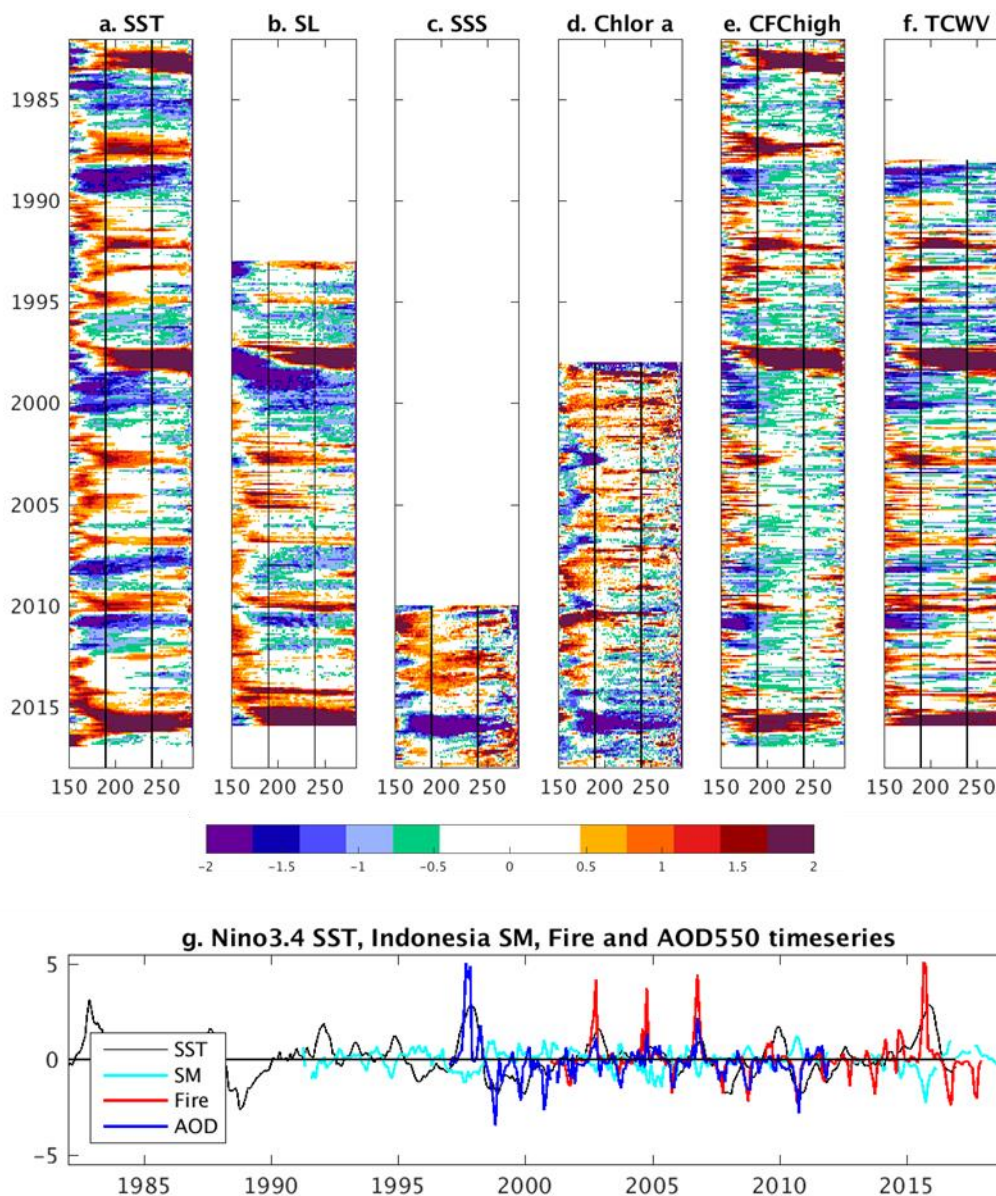 a. SST b. SL c. SSS d. Chlor a e. CFChigh f. TCWV
1985
1990
1995
2000
2005
2010
2015
150 200 250 150 200 250 150 200 250 150 200 250 150 200 250 150 200 250
-2 -1.5 -1 -0.5 0 0.5 1 1.5 2
g. Nino3.4 SST, Indonesia SM, Fire and AOD550 timeseries
5
0
-5
SST
SM
Fire
AOD
1985 1990 1995 2000 2005 2010 2015